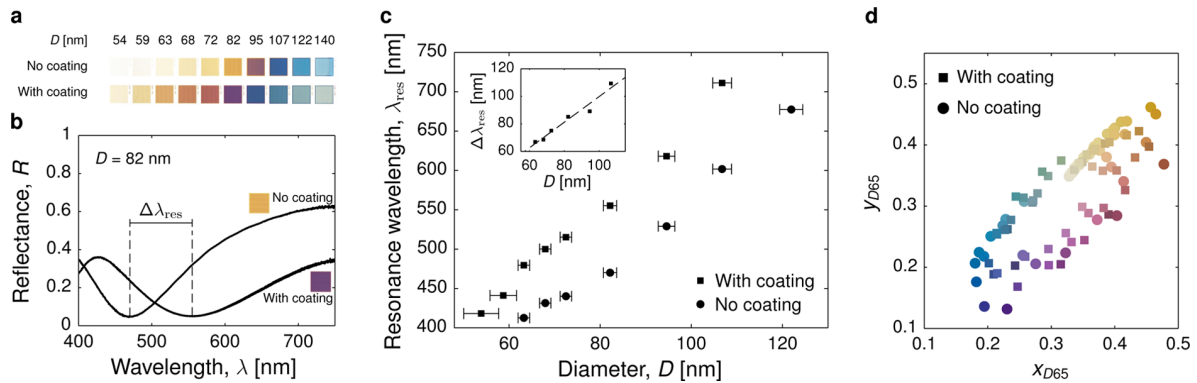 a
D [nm] 54 59 63 68 72 82 95 107 122 140
No coating
With coating
b
D = 82 nm
No coating
Δλres
With coating
Reflectance, R
1
0.8
0.6
0.4
0.2
0
400 500 600 700
Wavelength, λ [nm]
c
Resonance wavelength, λres [nm]
750
700
650
600
550
500
450
400
Δλres [nm]
120
100
80
60
60 80 100
D [nm]
With coating
No coating
60 80 100 120
Diameter, D [nm]
d
With coating
No coating
yD65
0.5
0.4
0.3
0.2
0.1
0.1 0.2 0.3 0.4 0.5
xD65